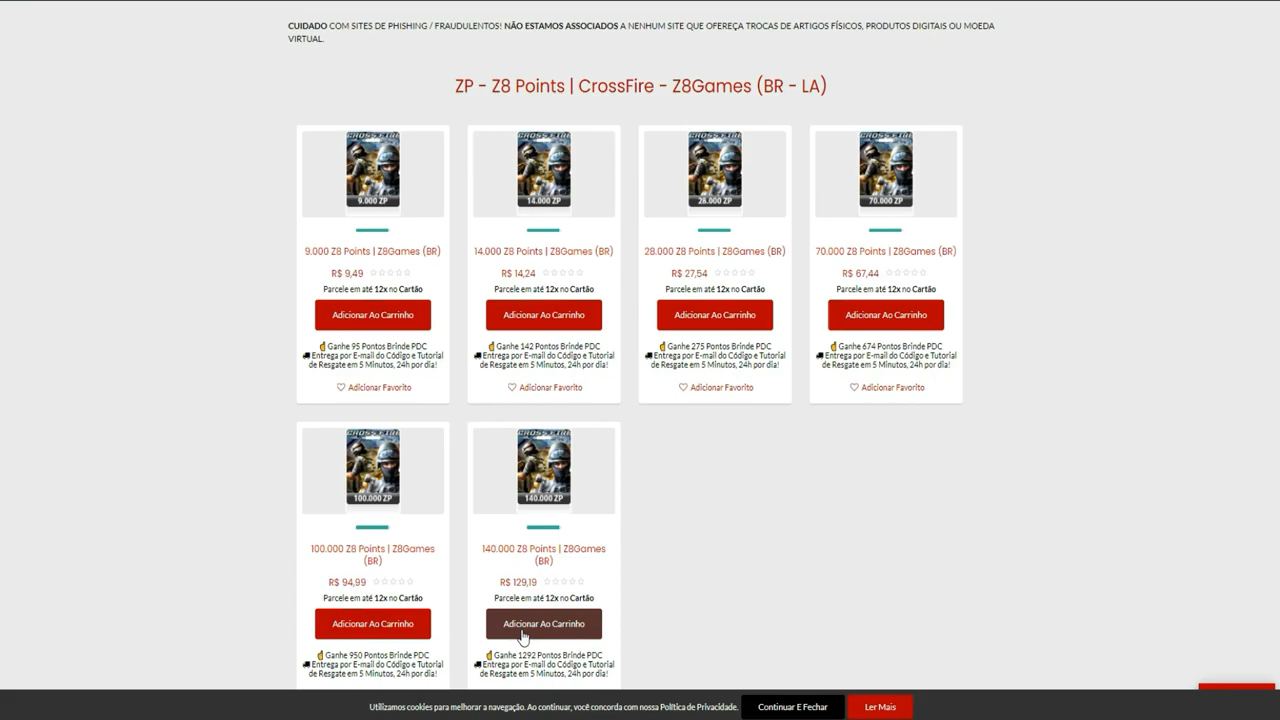 CUIDADO COM SITES DE PHISHING / FRAUDULENTOS! NÃO ESTAMOS ASSOCIADOS A NENHUM SITE QUE OFEREÇA TROCAS DE ARTIGOS FÍSICOS, PRODUTOS DIGITAIS OU MOEDA
VIRTUAL.
ZP - Z8 Points | CrossFire - Z8Games (BR - LA)
CROSSFIRE
9.000 ZP
9.000 Z8 Points | Z8Games (BR)
R$ 9,49
Parcele em até 12x no Cartão
Adicionar Ao Carrinho
Ganhe 95 Pontos Brinde PDC
Entrega por E-mail do Código e Tutorial
de Resgate em 5 Minutos, 24h por dia!
Adicionar Favorito
CROSSFIRE
14.000 ZP
14.000 Z8 Points | Z8Games (BR)
R$ 14,24
Parcele em até 12x no Cartão
Adicionar Ao Carrinho
Ganhe 142 Pontos Brinde PDC
Entrega por E-mail do Código e Tutorial
de Resgate em 5 Minutos, 24h por dia!
Adicionar Favorito
CROSSFIRE
28.000 ZP
28.000 Z8 Points | Z8Games (BR)
R$ 27,54
Parcele em até 12x no Cartão
Adicionar Ao Carrinho
Ganhe 275 Pontos Brinde PDC
Entrega por E-mail do Código e Tutorial
de Resgate em 5 Minutos, 24h por dia!
Adicionar Favorito
CROSSFIRE
70.000 ZP
70.000 Z8 Points | Z8Games (BR)
R$ 67,44
Parcele em até 12x no Cartão
Adicionar Ao Carrinho
Ganhe 674 Pontos Brinde PDC
Entrega por E-mail do Código e Tutorial
de Resgate em 5 Minutos, 24h por dia!
Adicionar Favorito
CROSSFIRE
100.000 ZP
100.000 Z8 Points | Z8Games
(BR)
R$ 94,99
Parcele em até 12x no Cartão
Adicionar Ao Carrinho
Ganhe 950 Pontos Brinde PDC
Entrega por E-mail do Código e Tutorial
de Resgate em 5 Minutos, 24h por dia!
CROSSFIRE
140.000 ZP
140.000 Z8 Points | Z8Games
(BR)
R$ 129,19
Parcele em até 12x no Cartão
Adicionar Ao Carrinho
Ganhe 1292 Pontos Brinde PDC
Entrega por E-mail do Código e Tutorial
de Resgate em 5 Minutos, 24h por dia!
Utilizamos cookies para melhorar a navegação. Ao continuar, você concorda com nossa Política de Privacidade.
Continuar E Fechar
Ler Mais